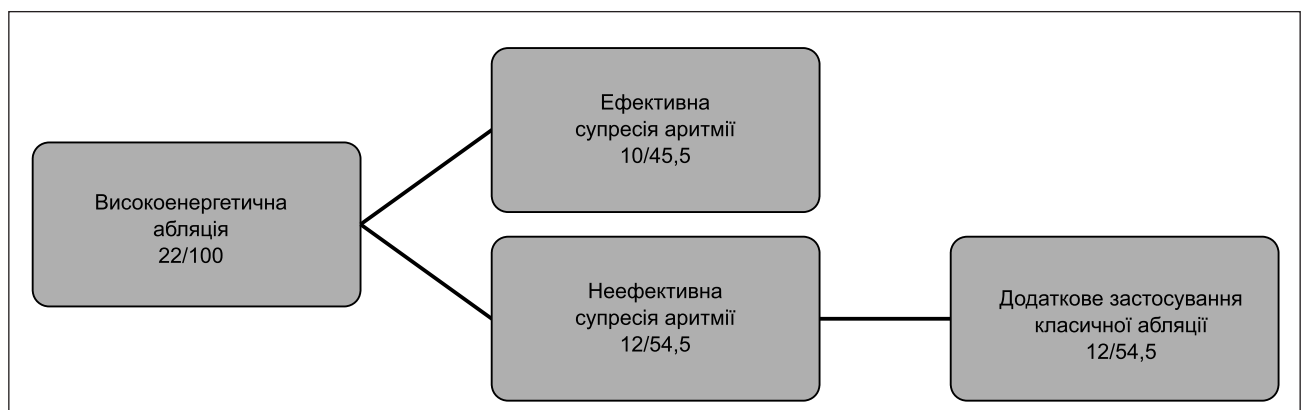 Високоенергетична
абляція
22/100
Ефективна
супресія аритмії
10/45,5
Неефективна
супресія аритмії
12/54,5
Додаткове застосування
класичної абляції
12/54,5